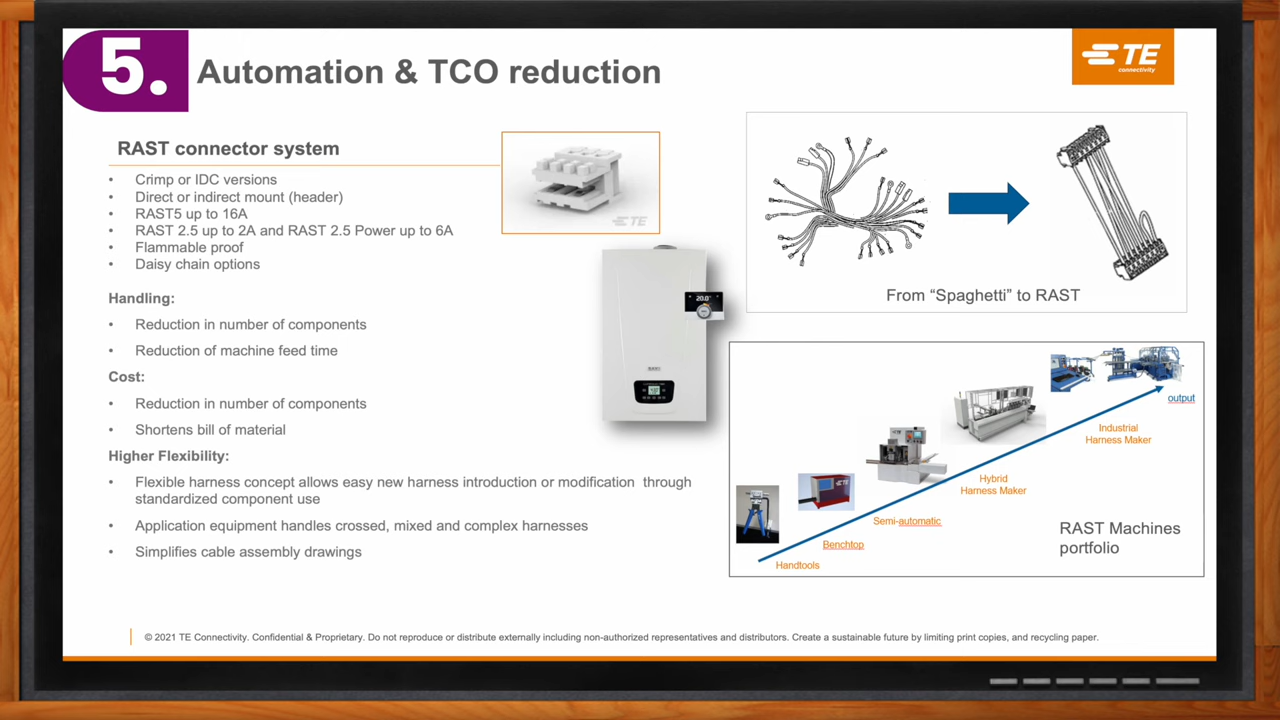 5.
Automation & TCO reduction
TE
connectivity
RAST connector system
• Crimp or IDC versions
• Direct or indirect mount (header)
• RAST5 up to 16A
• RAST 2.5 up to 2A and RAST 2.5 Power up to 6A
• Flammable proof
• Daisy chain options
Handling:
• Reduction in number of components
• Reduction of machine feed time
Cost:
• Reduction in number of components
• Shortens bill of material
Higher Flexibility:
• Flexible harness concept allows easy new harness introduction or modification through
standardized component use
• Application equipment handles crossed, mixed and complex harnesses
• Simplifies cable assembly drawings
TE
20.0°
From “Spaghetti” to RAST
output
Industrial
Harness Maker
Hybrid
Harness Maker
Semi-automatic
Benchtop
Handtools
RAST Machines
portfolio
© 2021 TE Connectivity. Confidential & Proprietary. Do not reproduce or distribute externally including non-authorized representatives and distributors. Create a sustainable future by limiting print copies, and recycling paper.